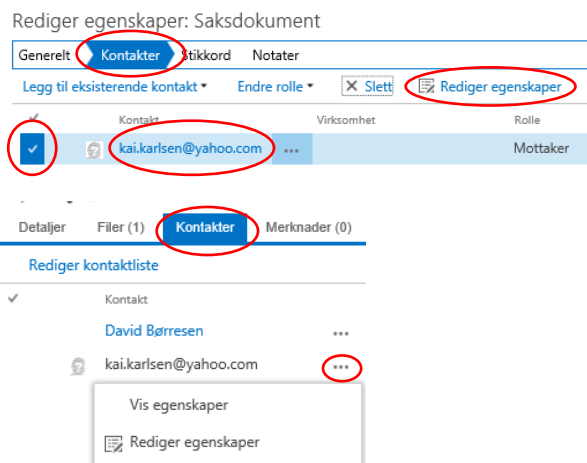 Rediger egenskaper: Saksdokument
Generelt Kontakter Stikkord Notater
Legg til eksisterende kontakt Endre rolle Slett Rediger egenskaper
Kontakt Virksomhet Rolle
kai.karlsen@yahoo.com ... Mottaker
Detaljer Filer (1) Kontakter Merknader (0)
Rediger kontaktliste
Kontakt
David Børresen ...
kai.karlsen@yahoo.com ...
Vis egenskaper
Rediger egenskaper